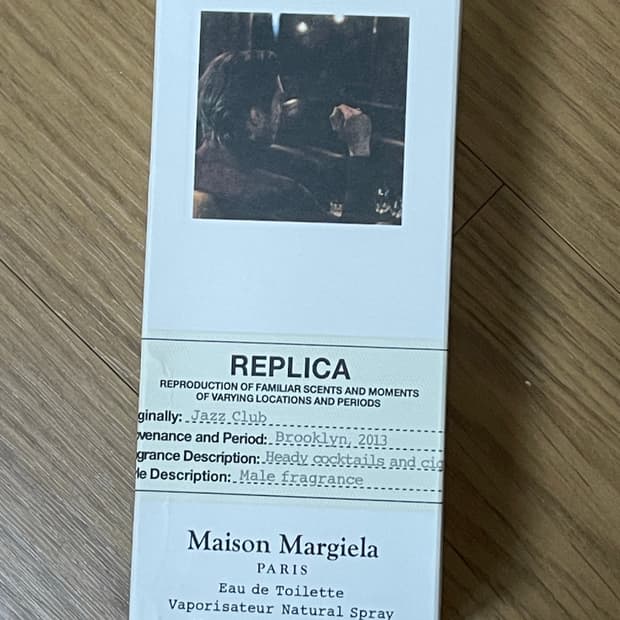 REPLICA
REPRODUCTION OF FAMILIAR SCENTS AND MOMENTS
OF VARYING LOCATIONS AND PERIODS
ginally: Jazz Club
venance and Period: Brooklyn, 2013
grance Description: Heady cocktails and cig
le Description: Male fragrance
Maison Margiela
PARIS
Eau de Toilette
Vaporisateur Natural Spray